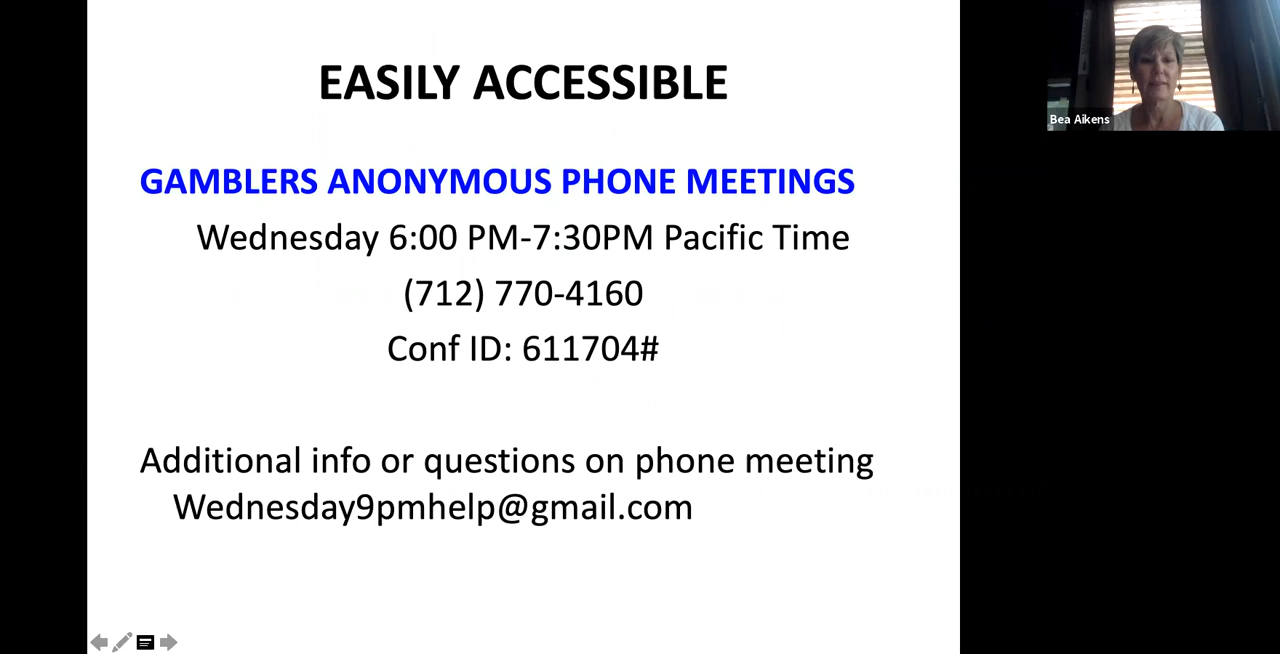 EASILY ACCESSIBLE
Bea Aikens
GAMBLERS ANONYMOUS PHONE MEETINGS
Wednesday 6:00 PM-7:30PM Pacific Time
(712) 770-4160
Conf ID: 611704#
Additional info or questions on phone meeting
Wednesday9pmhelp@gmail.com